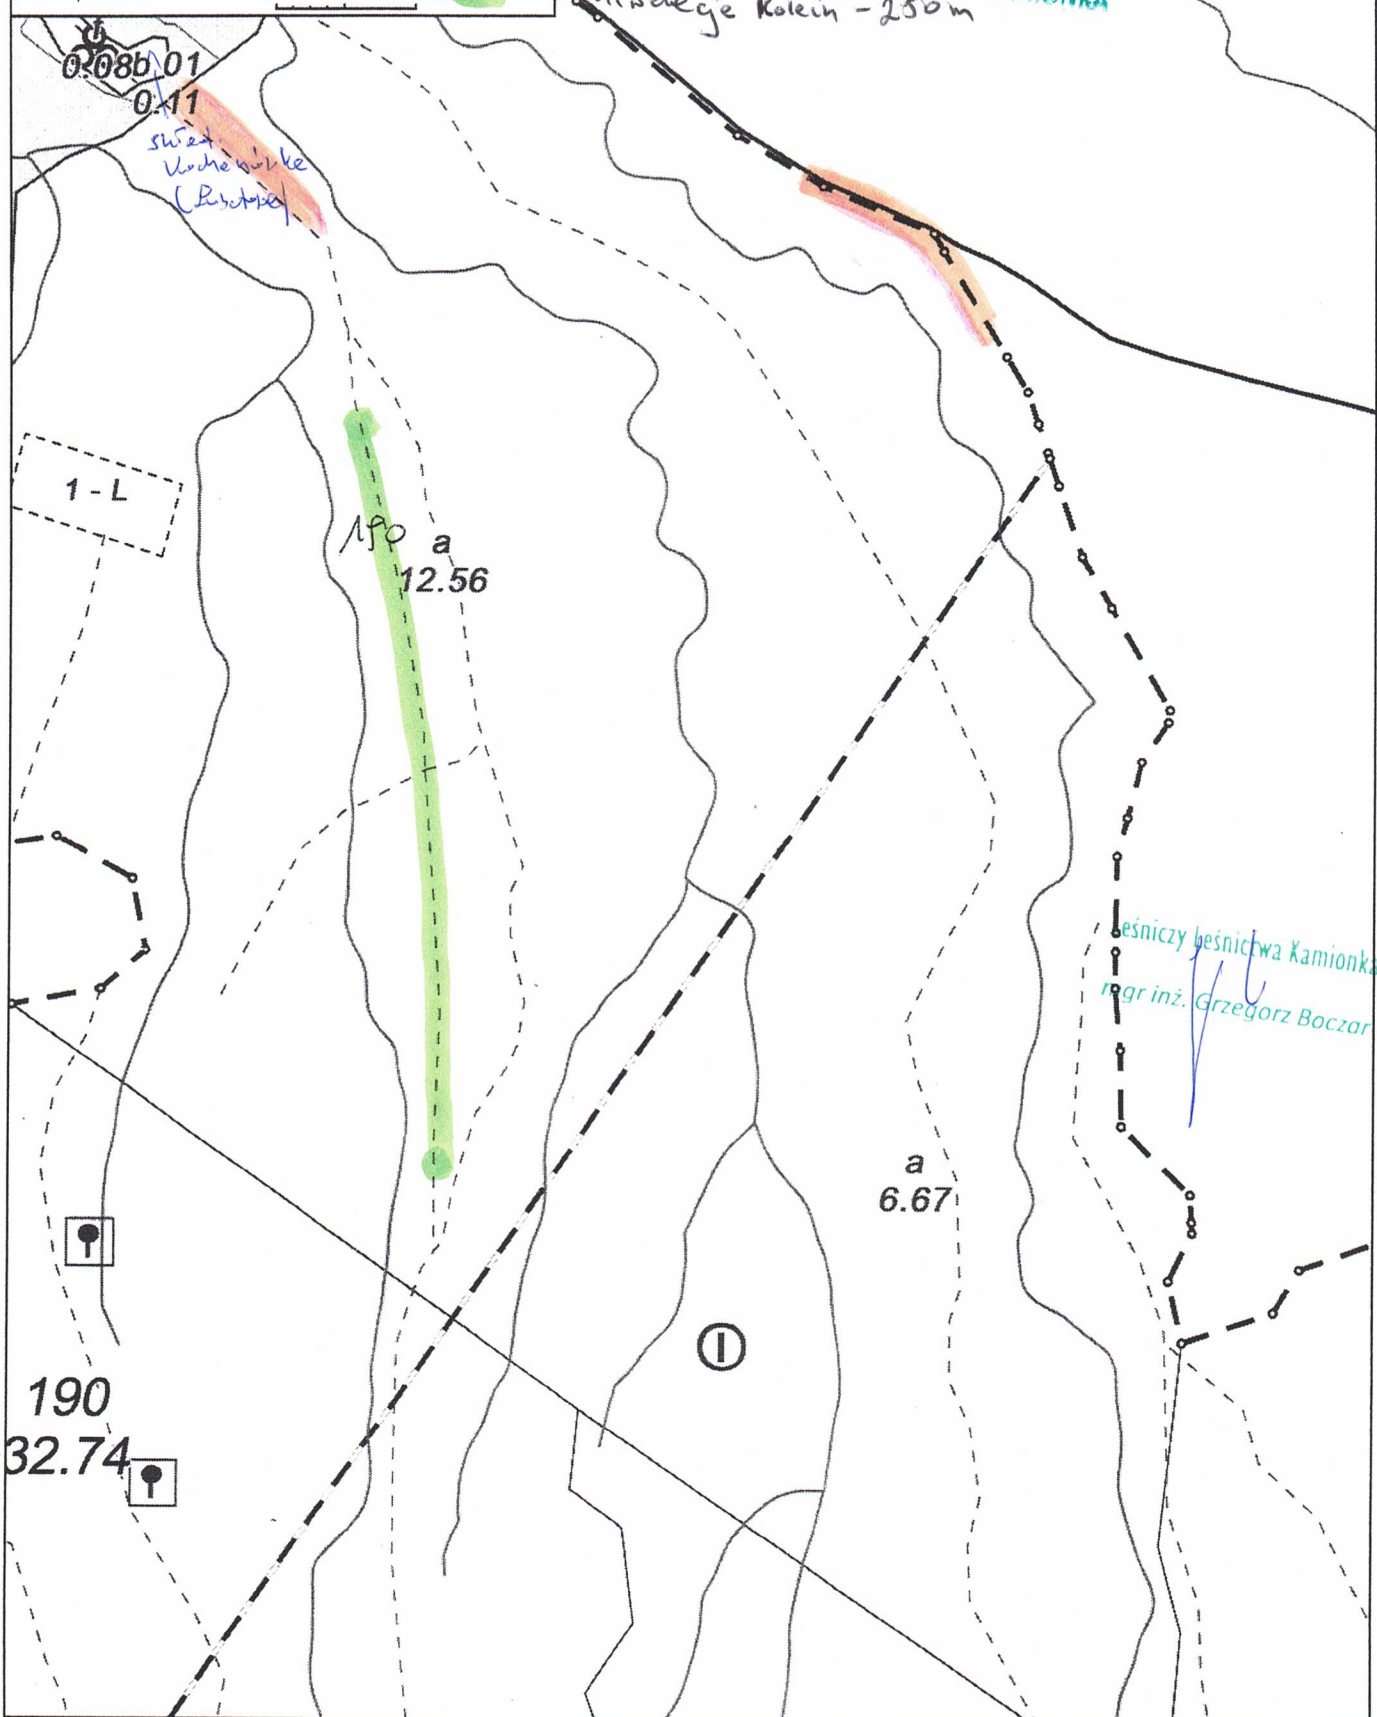 Kolein - 250m
0.08b 01
0.11
1 - L
190
a
12.56
Leśniczy Leśnictwa Kamionka
mgr inż. Grzegorz Boczar
a
6.67
190
32.74